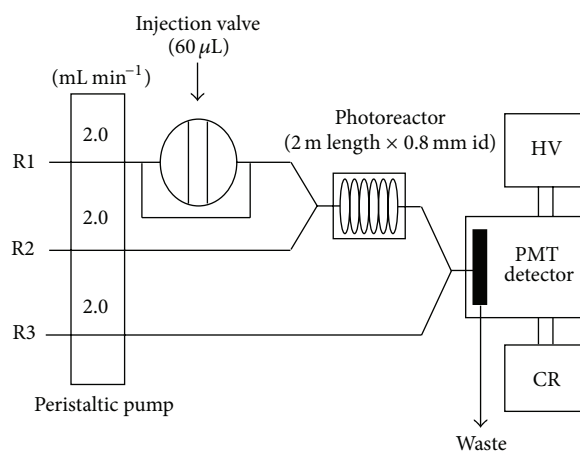 Injection valve
(60 μL)
(mL min⁻¹)
Photoreactor
(2 m length × 0.8 mm id)
2.0
HV
R1
2.0
R2
PMT
detector
2.0
R3
CR
Peristaltic pump
Waste